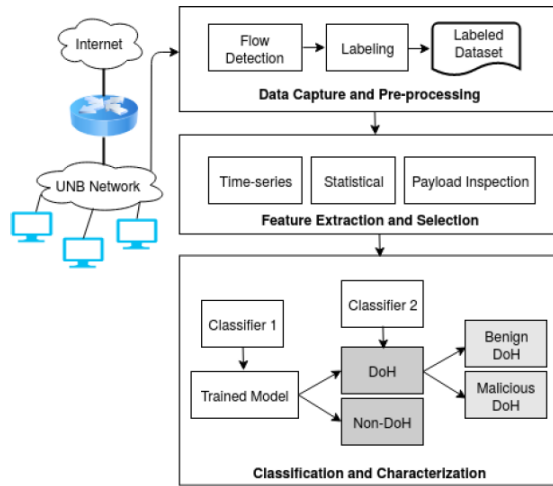 Internet
UNB Network
Flow
Detection
Labeling
Labeled
Dataset
Data Capture and Pre-processing
Time-series
Statistical
Payload Inspection
Feature Extraction and Selection
Classifier 1
Classifier 2
Trained Model
DoH
Non-DoH
Benign
DoH
Malicious
DoH
Classification and Characterization